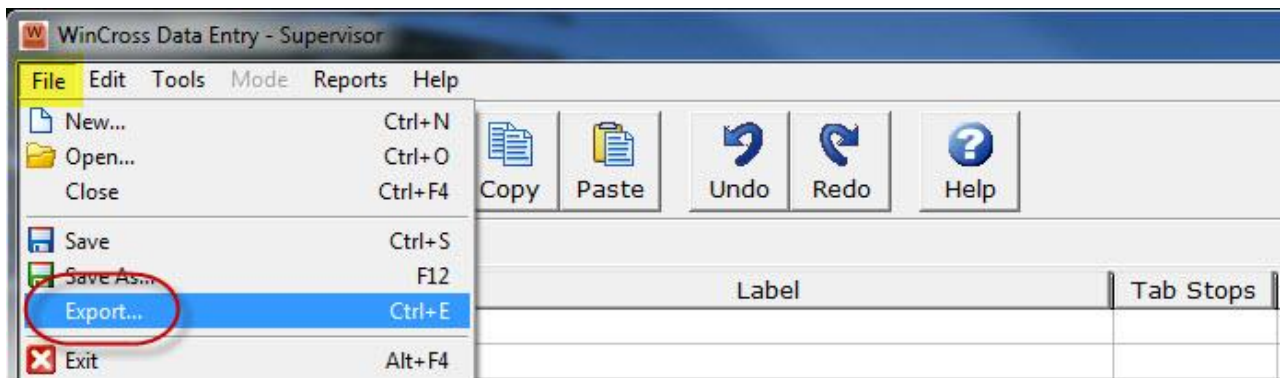 W WinCross Data Entry - Supervisor
File Edit Tools Mode Reports Help
New... Ctrl+N
Open... Ctrl+O
Close Ctrl+F4
Copy Paste Undo Redo Help
Save Ctrl+S
Save As... F12
Label Tab Stops
Export... Ctrl+E
Exit Alt+F4